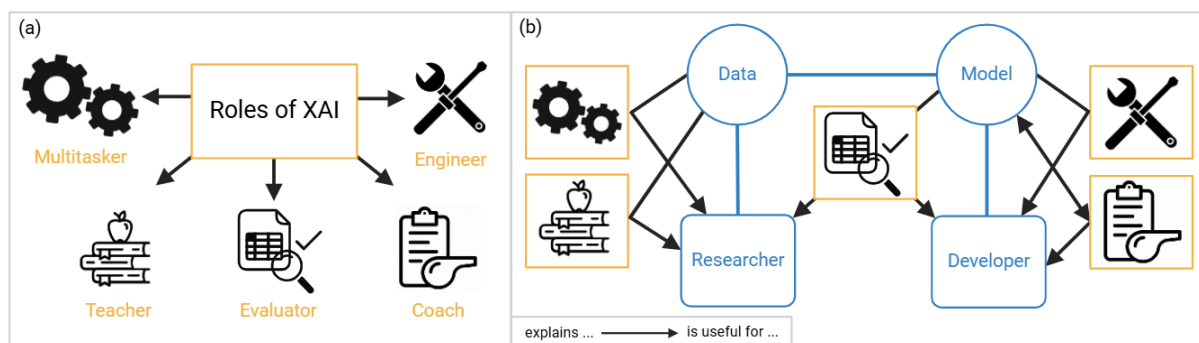 (a)
Roles of XAI
Multitasker
Engineer
Teacher
Evaluator
Coach
(b)
Data
Model
Researcher
Developer
explains ... is useful for ...